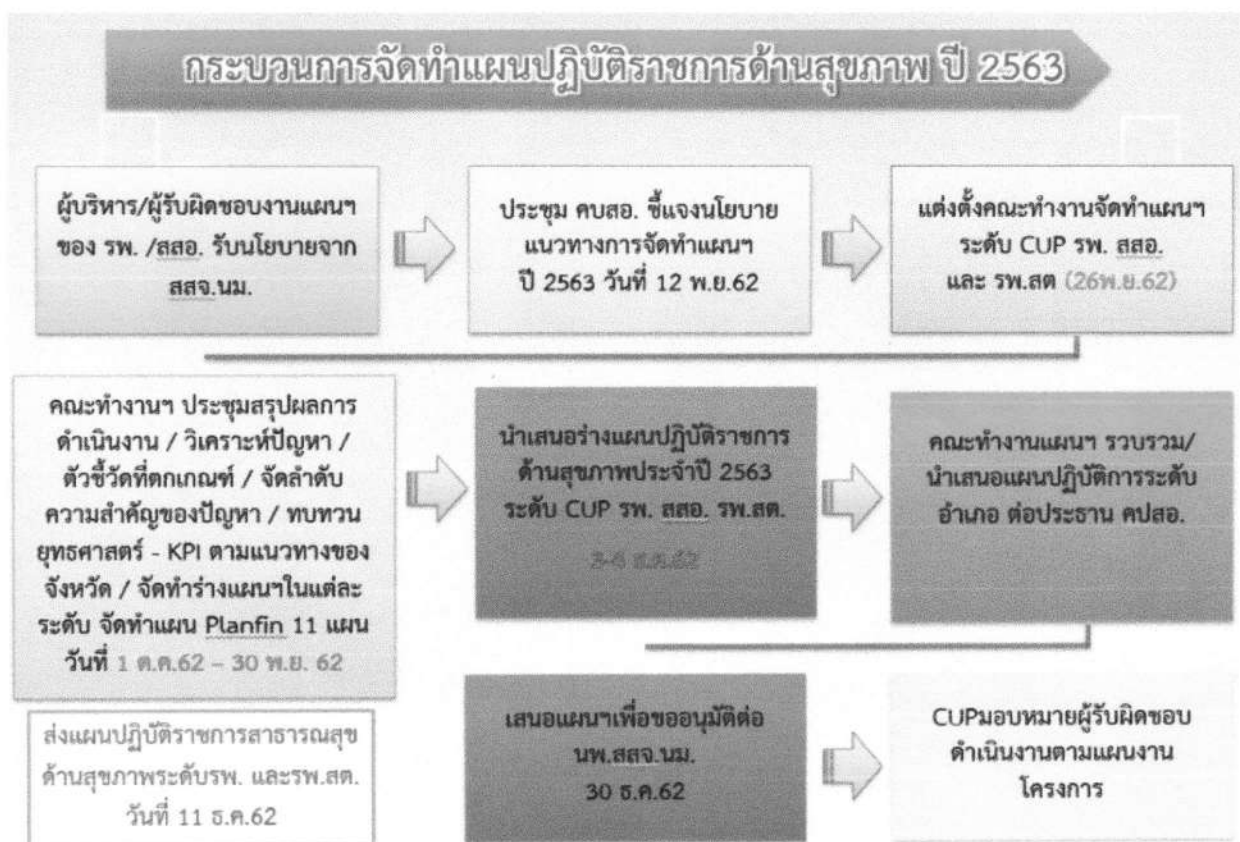 กระบวนการจัดทำแผนปฏิบัติราชการด้านสุขภาพ ปี 2563
ผู้บริหาร/ผู้รับผิดชอบงานแผนฯ
ของ รพ. /สสอ. รับนโยบายจาก
สสจ.นม.
ประชุม คบสอ. ชี้แจงนโยบาย
แนวทางการจัดทำแผนฯ
ปี 2563 วันที่ 12 พ.ย.62
แต่งตั้งคณะทำงานจัดทำแผนฯ
ระดับ CUP รพ. สสอ.
และ รพ.สต (26พ.ย.62)
คณะทำงานฯ ประชุมสรุปผลการ
ดำเนินงาน / วิเคราะห์ปัญหา /
ตัวชี้วัดที่ตกเกณฑ์ / จัดลำดับ
ความสำคัญของปัญหา / ทบทวน
ยุทธศาสตร์ - KPI ตามแนวทางของ
จังหวัด / จัดทำร่างแผนฯในแต่ละ
ระดับ จัดทำแผน Planfin 11 แผน
วันที่ 1 ต.ค.62 – 30 พ.ย. 62
นำเสนอร่างแผนปฏิบัติราชการ
ด้านสุขภาพประจำปี 2563
ระดับ CUP รพ. สสอ. รพ.สต.
ธ.ค.62
คณะทำงานแผนฯ รวบรวม/
นำเสนอแผนปฏิบัติการระดับ
อำเภอ ต่อประธาน คปสอ.
ส่งแผนปฏิบัติราชการสาธารณสุข
ด้านสุขภาพระดับรพ. และรพ.สต.
วันที่ 11 ธ.ค.62
เสนอแผนฯเพื่อขออนุมัติต่อ
นพ.สสจ.นม.
30 ธ.ค.62
CUPมอบหมายผู้รับผิดชอบ
ดำเนินงานตามแผนงาน
โครงการ